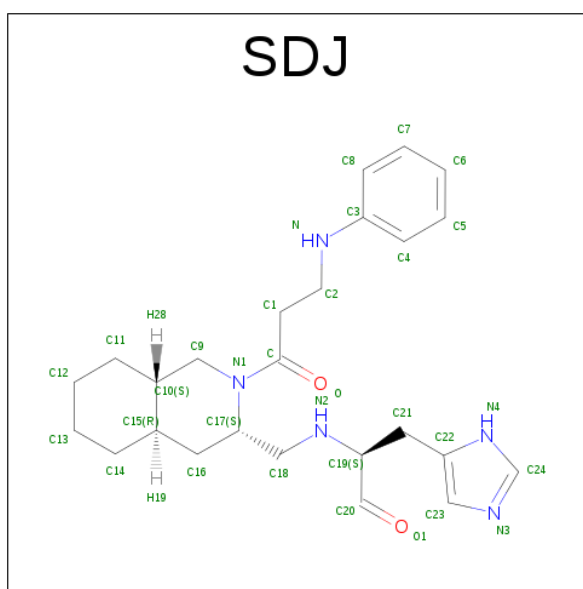 SDJ
C7
C8
C6
C3
N
HN
C5
C4
C1
C2
H28
C11
C9
N1
C
C12
H
N
O
O
C10(S)
N2
H
N
C21
N4
H
N
C15(R)
C17(S)
C22
C13
C19(S)
C24
C14
C16
C18
H
H19
C20
C23
N
N3
O
O1
H